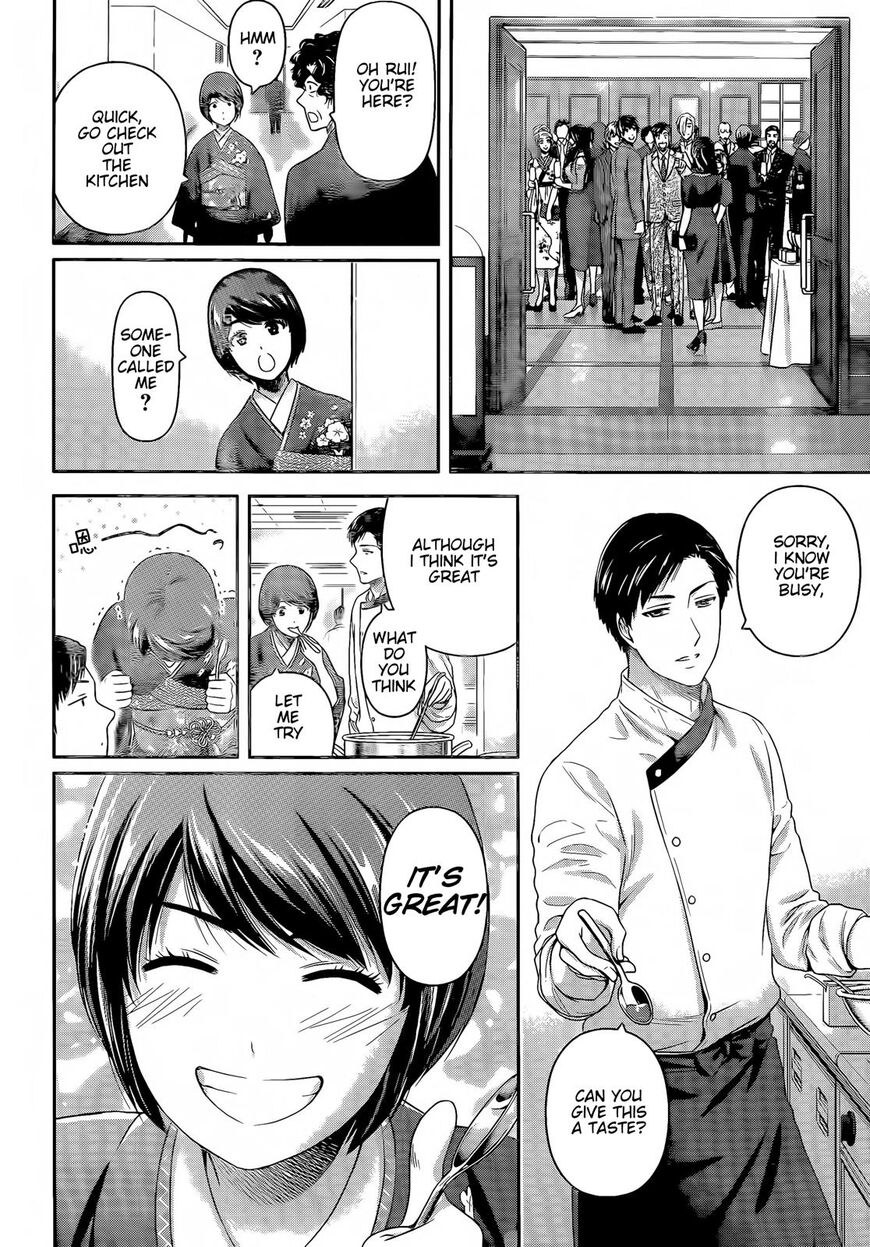 OH RUI!
YOU'RE
HERE?
HMM
?
QUICK,
GO CHECK
OUT
THE
KITCHEN
SOME-
ONE
CALLED
ME
?
SORRY,
I KNOW
YOU'RE
BUSY,
CAN YOU
GIVE THIS
A TASTE?
ALTHOUGH
I THINK IT'S
GREAT
WHAT
DO YOU
THINK
LET
ME
TRY
IT'S
GREAT!